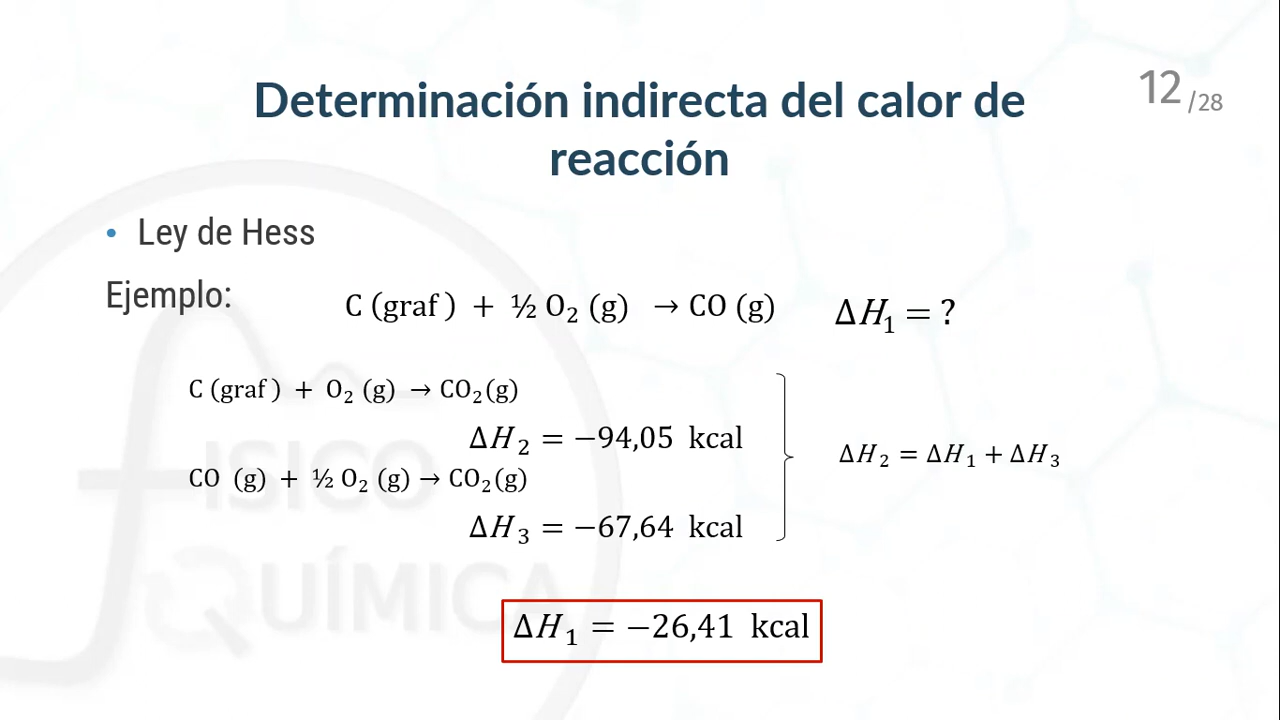 Determinación indirecta del calor de
reacción
12/28
• Ley de Hess
Ejemplo:
C (graf) + ½ O₂ (g) → CO (g) ΔH₁ = ?
C (graf) + O₂ (g) → CO₂(g)
ΔH₂ = −94,05 kcal
ΔH₂ = ΔH₁ + ΔH₃
CO (g) + ½ O₂ (g) → CO₂(g)
ΔH₃ = −67,64 kcal
ΔH₁ = −26,41 kcal
ISICO
QUÍMICA